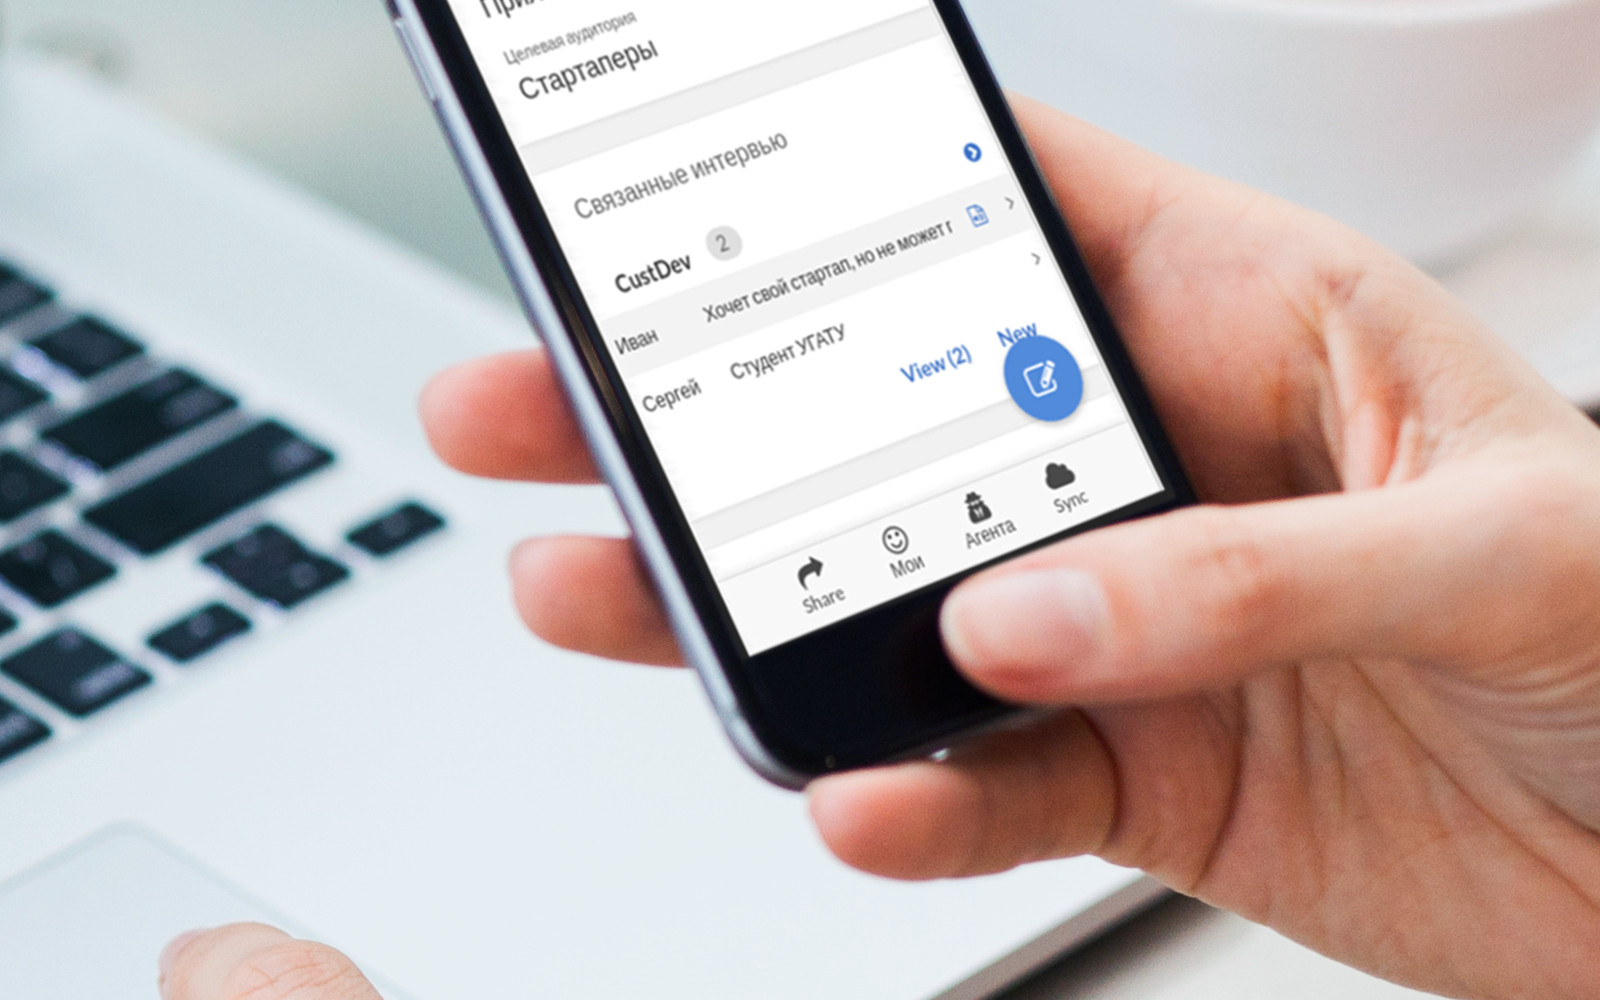 Целевая аудитория
Стартаперы
Связанные интервью
CustDev 2
Иван Хочет свой стартап, но не может г
Сергей Студент УГАТУ
View (2) New
Share Мои Агента Sync